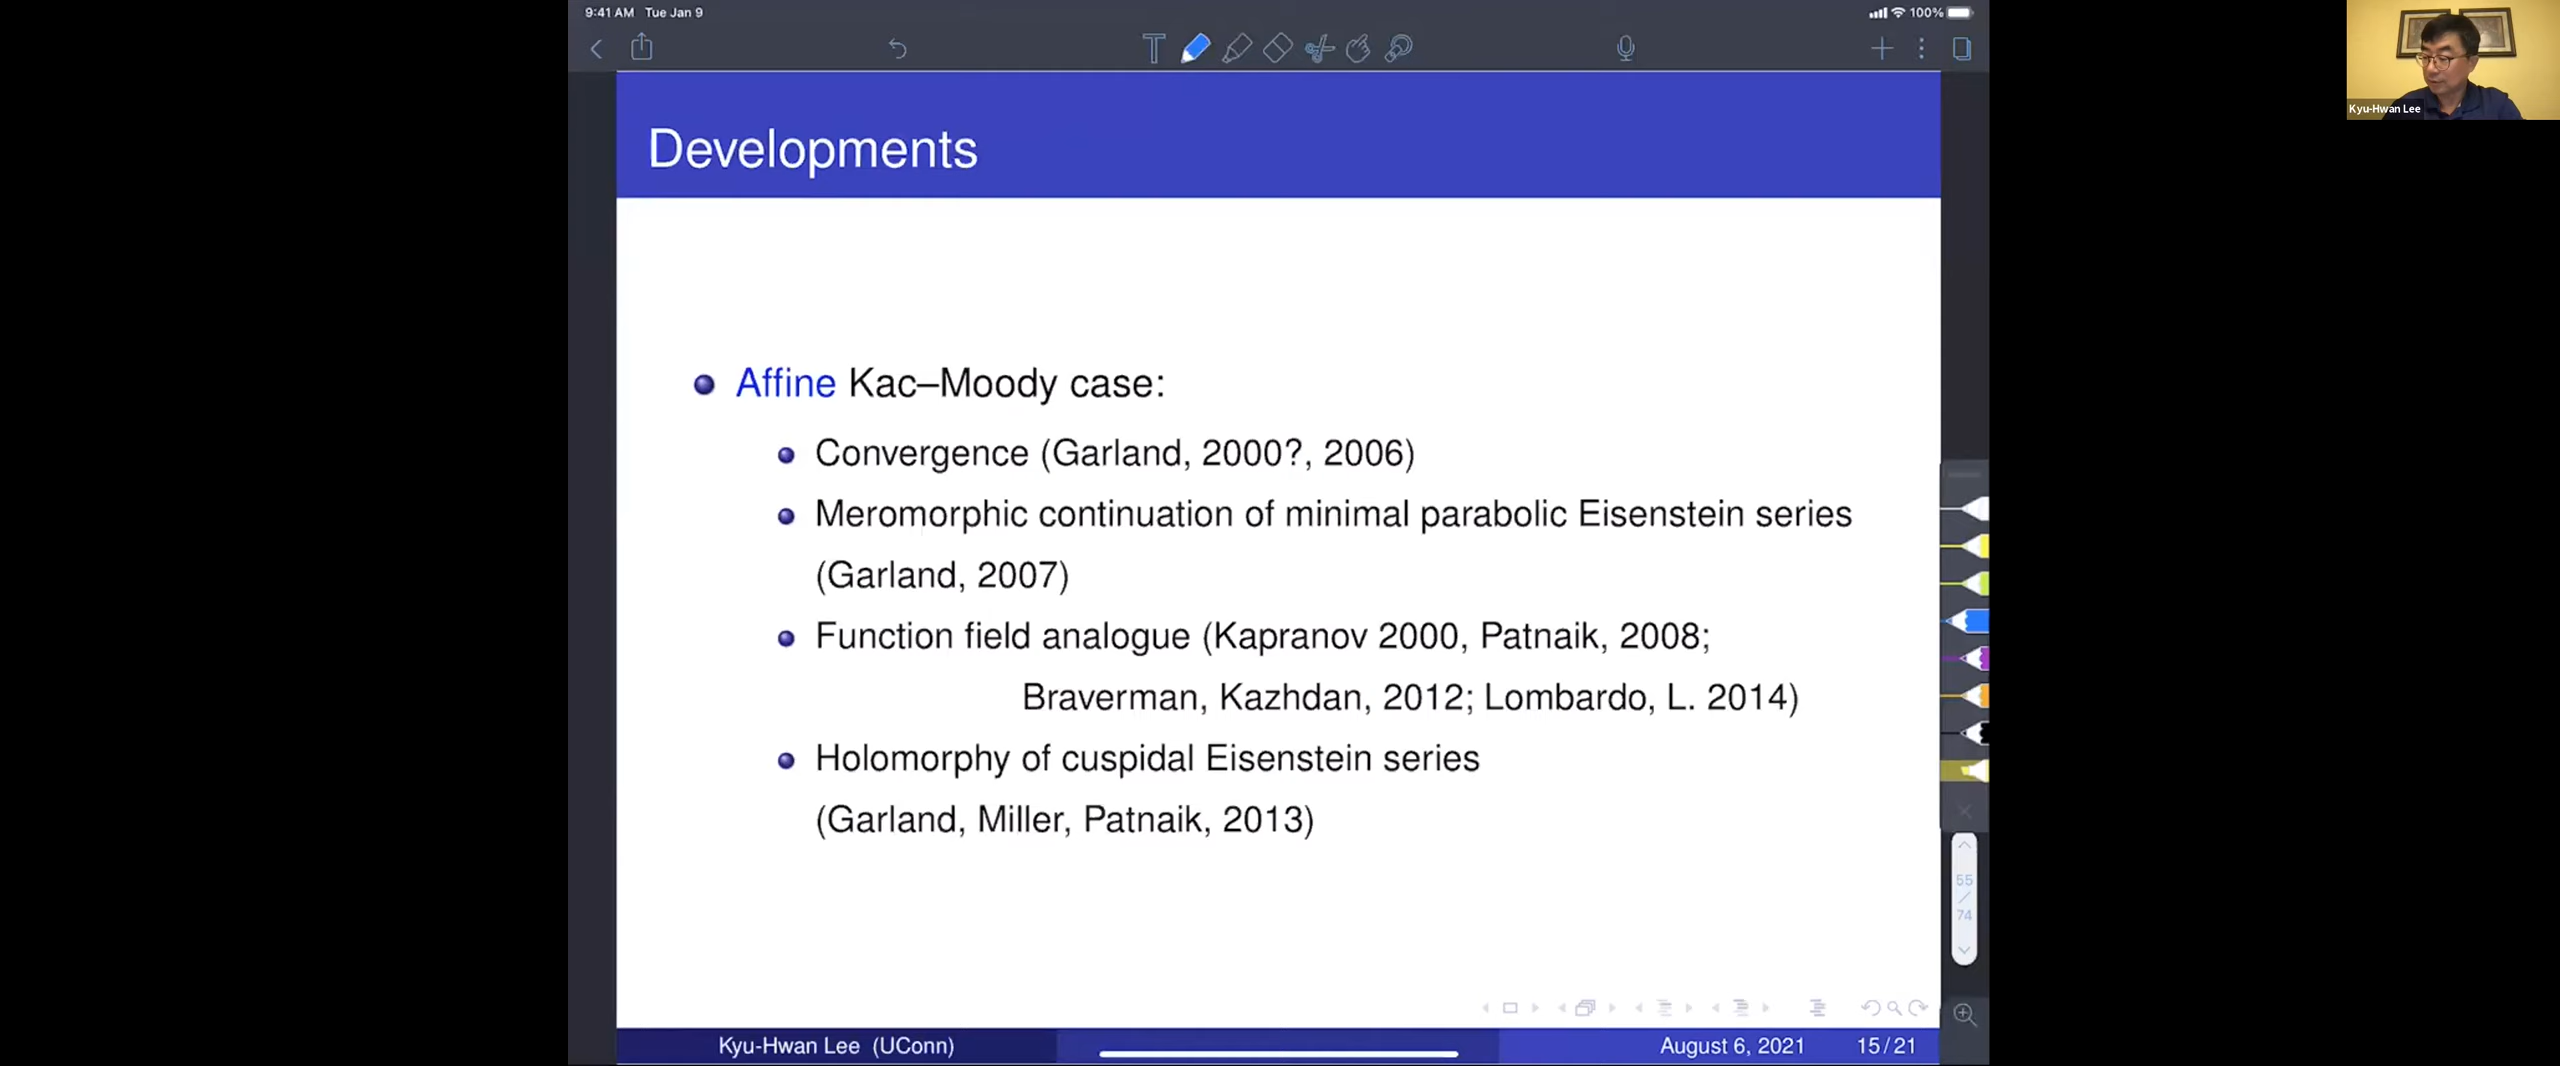 9:41 AM Tue Jan 9
100%
Kyu-Hwan Lee
Developments
Affine Kac–Moody case:
Convergence (Garland, 2000?, 2006)
Meromorphic continuation of minimal parabolic Eisenstein series
(Garland, 2007)
Function field analogue (Kapranov 2000, Patnaik, 2008;
Braverman, Kazhdan, 2012; Lombardo, L. 2014)
Holomorphy of cuspidal Eisenstein series
(Garland, Miller, Patnaik, 2013)
55
/
74
Kyu-Hwan Lee (UConn) August 6, 2021 15/21